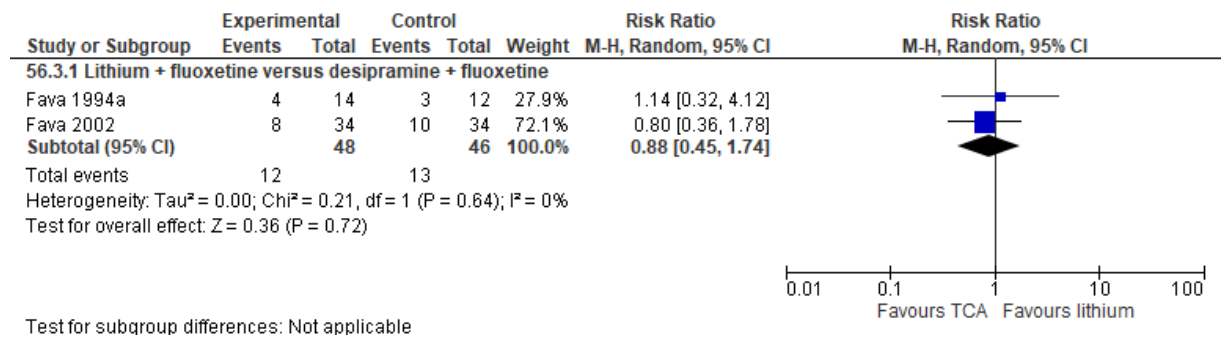 Experimental Control Risk Ratio Risk Ratio
Study or Subgroup Events Total Events Total Weight M-H, Random, 95% CI M-H, Random, 95% CI
56.3.1 Lithium + fluoxetine versus desipramine + fluoxetine
Fava 1994a 4 14 3 12 27.9% 1.14 [0.32, 4.12]
Fava 2002 8 34 10 34 72.1% 0.80 [0.36, 1.78]
Subtotal (95% CI) 48 46 100.0% 0.88 [0.45, 1.74]
Total events 12 13
Heterogeneity: Tau² = 0.00; Chi² = 0.21, df = 1 (P = 0.64); I² = 0%
Test for overall effect: Z = 0.36 (P = 0.72)
0.01 0.1 1 10 100
Favours TCA Favours lithium
Test for subgroup differences: Not applicable